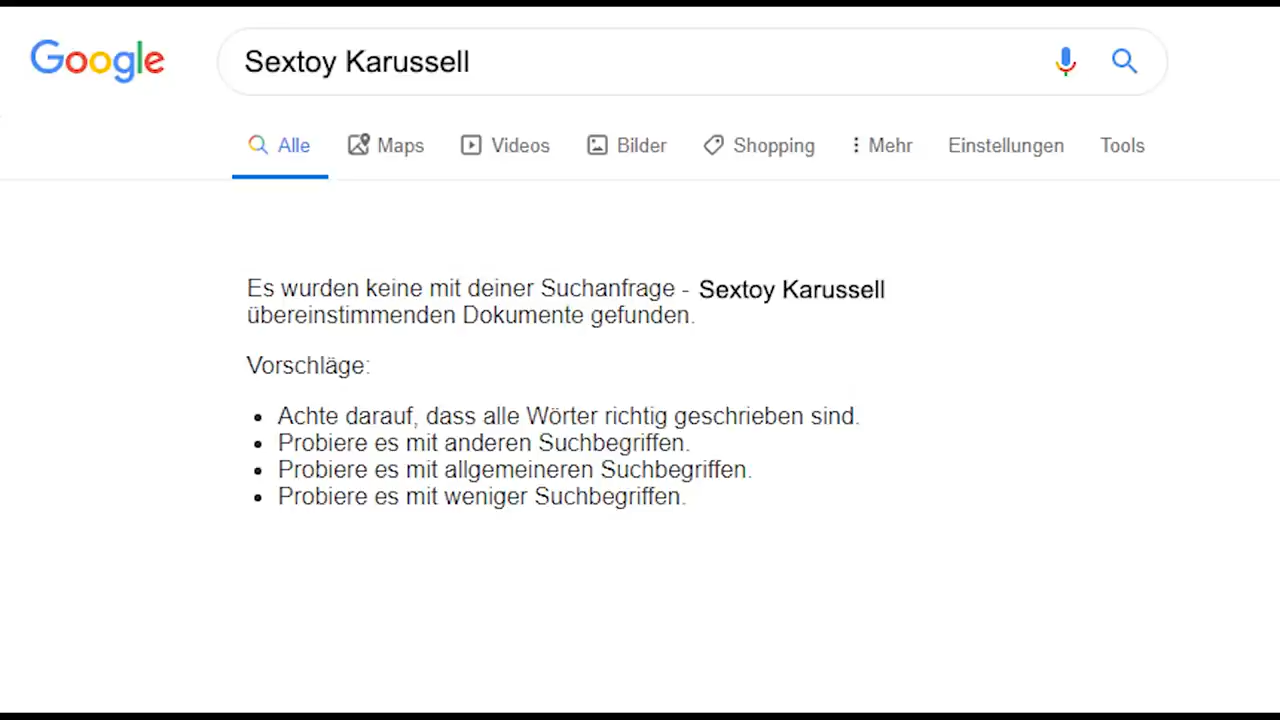 Google
Sextoy Karussell
Alle Maps Videos Bilder Shopping Mehr Einstellungen Tools
Es wurden keine mit deiner Suchanfrage - Sextoy Karussell
übereinstimmenden Dokumente gefunden.
Vorschläge:
• Achte darauf, dass alle Wörter richtig geschrieben sind.
• Probiere es mit anderen Suchbegriffen.
• Probiere es mit allgemeineren Suchbegriffen.
• Probiere es mit weniger Suchbegriffen.